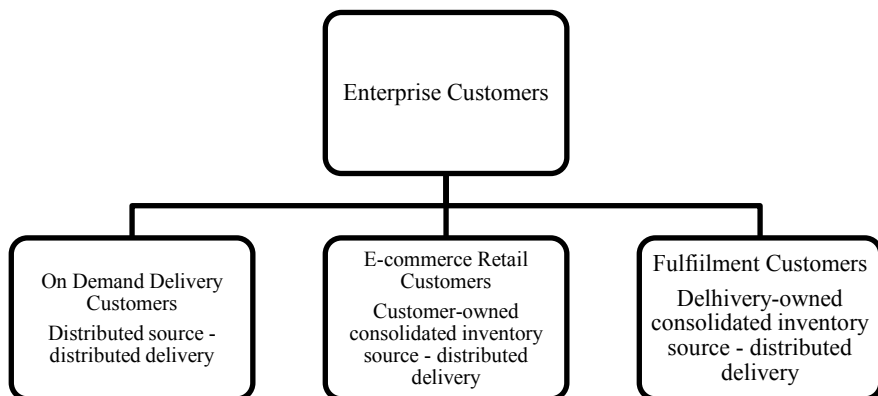 Enterprise Customers
On Demand Delivery
Customers
Distributed source -
distributed delivery
E-commerce Retail
Customers
Customer-owned
consolidated inventory
source - distributed
delivery
Fulfiilment Customers
Delhivery-owned
consolidated inventory
source - distributed
delivery